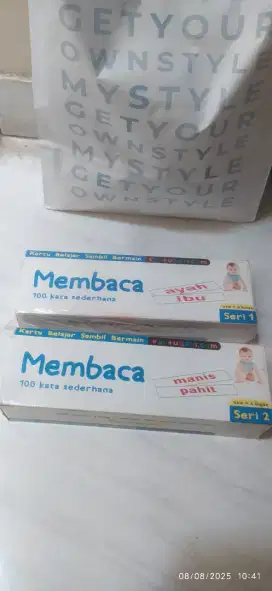 GETYOUR
OWNSTYLE
MYSTYLE
GETYOUR
OWNSTYLE
MYSTYLE
GETYOUR
OWNSTYLE
Kartu Belajar Sambil Bermain
Membaca
100 kata sederhana
ayah
ibu
Seri 1
Kartu Belajar Sambil Bermain
Membaca
100 kata sederhana
manis
pahit
Seri 2
08/08/2025 10:41